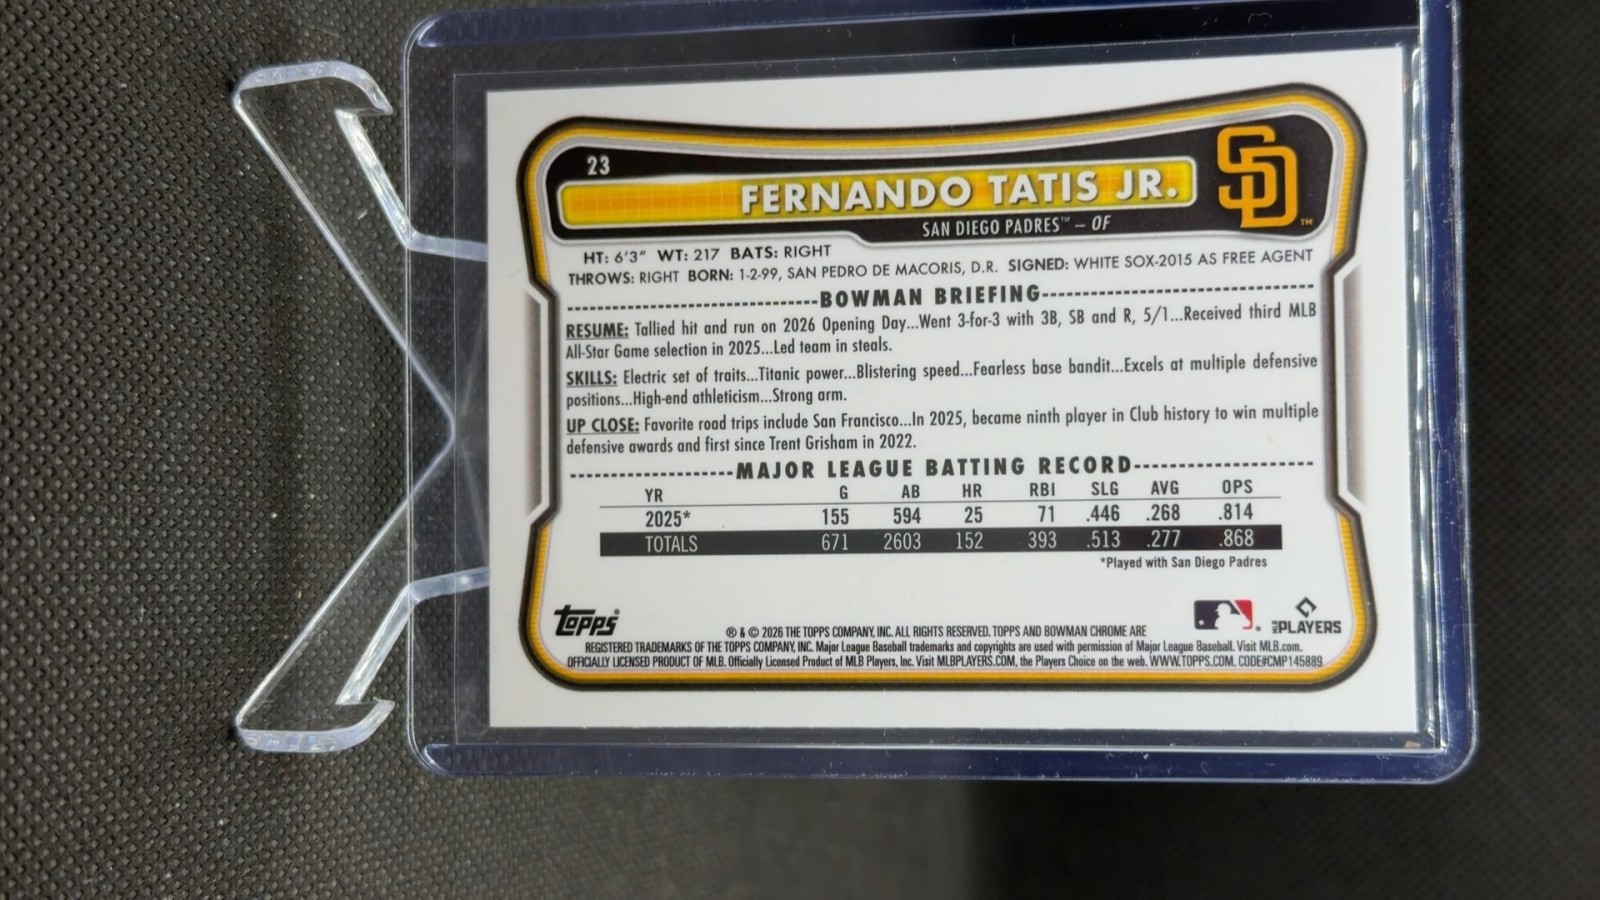 23
FERNANDO TATIS JR.
SD™
SAN DIEGO PADRES™ – OF
HT: 6'3" WT: 217 BATS: RIGHT
THROWS: RIGHT BORN: 1-2-99, SAN PEDRO DE MACORIS, D.R. SIGNED: WHITE SOX-2015 AS FREE AGENT
BOWMAN BRIEFING
RESUME: Tallied hit and run on 2026 Opening Day...Went 3-for-3 with 3B, SB and R, 5/1...Received third MLB
All-Star Game selection in 2025...Led team in steals.
SKILLS: Electric set of traits...Titanic power...Blistering speed...Fearless base bandit...Excels at multiple defensive
positions...High-end athleticism...Strong arm.
UP CLOSE: Favorite road trips include San Francisco...In 2025, became ninth player in Club history to win multiple
defensive awards and first since Trent Grisham in 2022.
MAJOR LEAGUE BATTING RECORD
YR G AB HR RBI SLG AVG OPS
2025* 155 594 25 71 .446 .268 .814
TOTALS 671 2603 152 393 .513 .277 .868
*Played with San Diego Padres
Topps®
MLB PLAYERS
® & © 2026 THE TOPPS COMPANY, INC. ALL RIGHTS RESERVED. TOPPS AND BOWMAN CHROME ARE
REGISTERED TRADEMARKS OF THE TOPPS COMPANY, INC. Major League Baseball trademarks and copyrights are used with permission of Major League Baseball. Visit MLB.com.
OFFICIALLY LICENSED PRODUCT OF MLB. Officially Licensed Product of MLB Players, Inc. Visit MLBPLAYERS.COM, the Players Choice on the web. WWW.TOPPS.COM. CODE#CMP145889